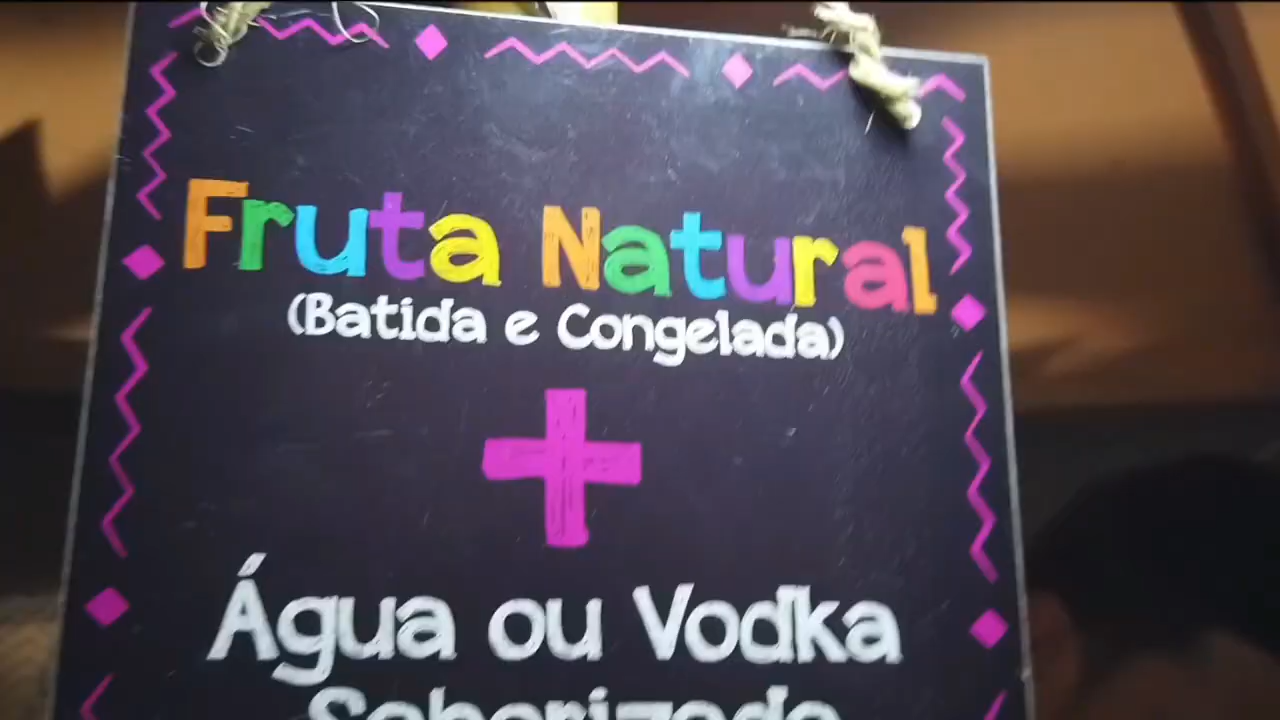 Fruta Natural
(Batida e Congelada)
+
Água ou Vodka
Saborizada